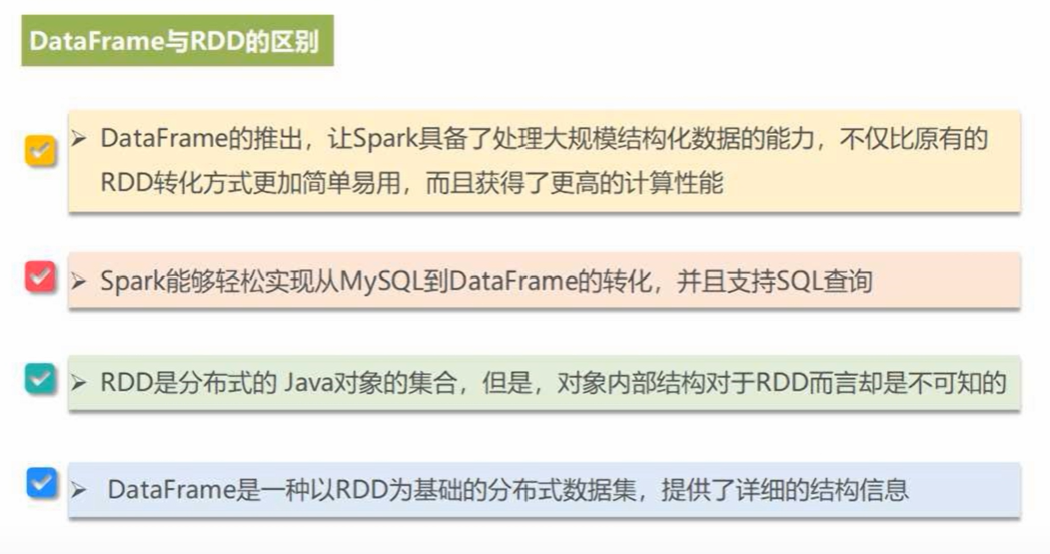 DataFrame与RDD的区别
➢ DataFrame的推出，让Spark具备了处理大规模结构化数据的能力，不仅比原有的
RDD转化方式更加简单易用，而且获得了更高的计算性能
➢ Spark能够轻松实现从MySQL到DataFrame的转化，并且支持SQL查询
➢ RDD是分布式的 Java对象的集合，但是，对象内部结构对于RDD而言却是不可知的
➢ DataFrame是一种以RDD为基础的分布式数据集，提供了详细的结构信息